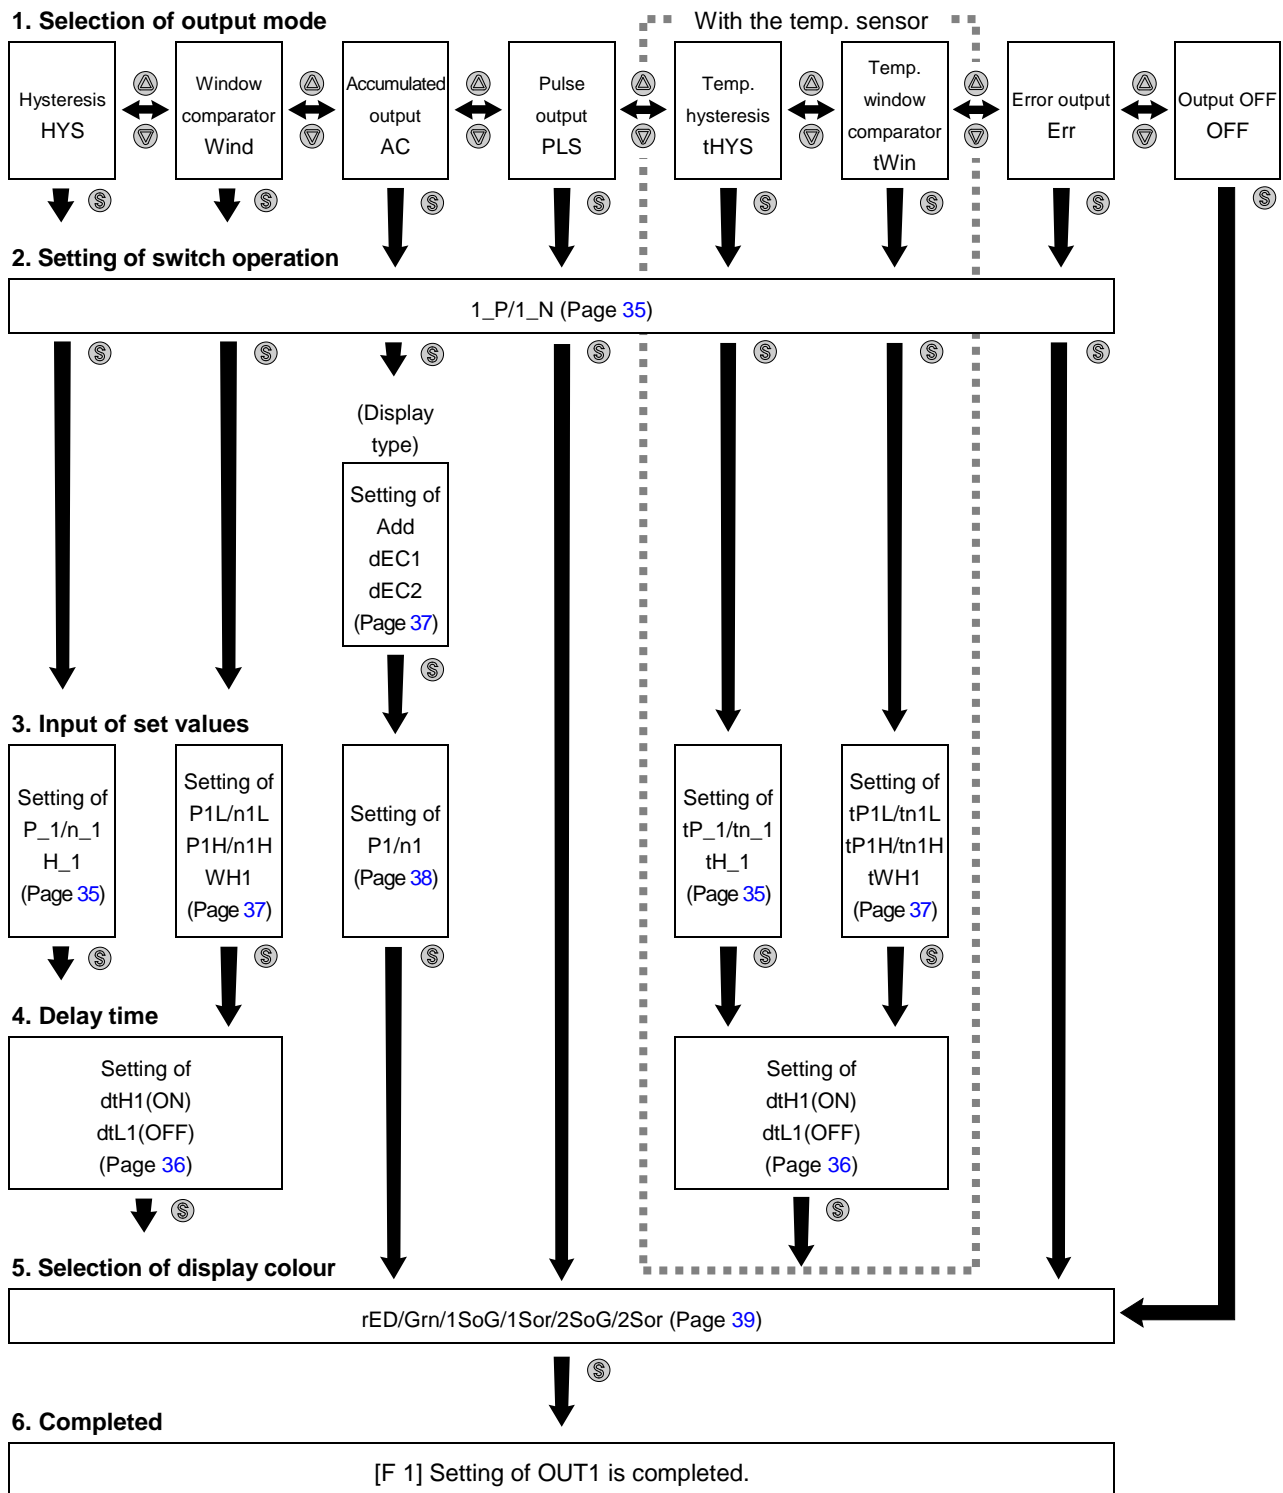 1. Selection of output mode
With the temp. sensor
Hysteresis
HYS
Window
comparator
Wind
Accumulated
output
AC
Pulse
output
PLS
Temp.
hysteresis
tHYS
Temp.
window
comparator
tWin
Error output
Err
Output OFF
OFF
S S S S S S S S
2. Setting of switch operation
1_P/1_N (Page 35)
S S S S S S S
(Display
type)
Setting of
Add
dEC1
dEC2
(Page 37)
S
3. Input of set values
Setting of
P_1/n_1
H_1
(Page 35)
Setting of
P1L/n1L
P1H/n1H
WH1
(Page 37)
Setting of
P1/n1
(Page 38)
Setting of
tP_1/tn_1
tH_1
(Page 35)
Setting of
tP1L/tn1L
tP1H/tn1H
tWH1
(Page 37)
S S S S S
4. Delay time
Setting of
dtH1(ON)
dtL1(OFF)
(Page 36)
Setting of
dtH1(ON)
dtL1(OFF)
(Page 36)
S S
5. Selection of display colour
rED/Grn/1SoG/1Sor/2SoG/2Sor (Page 39)
S
6. Completed
[F 1] Setting of OUT1 is completed.